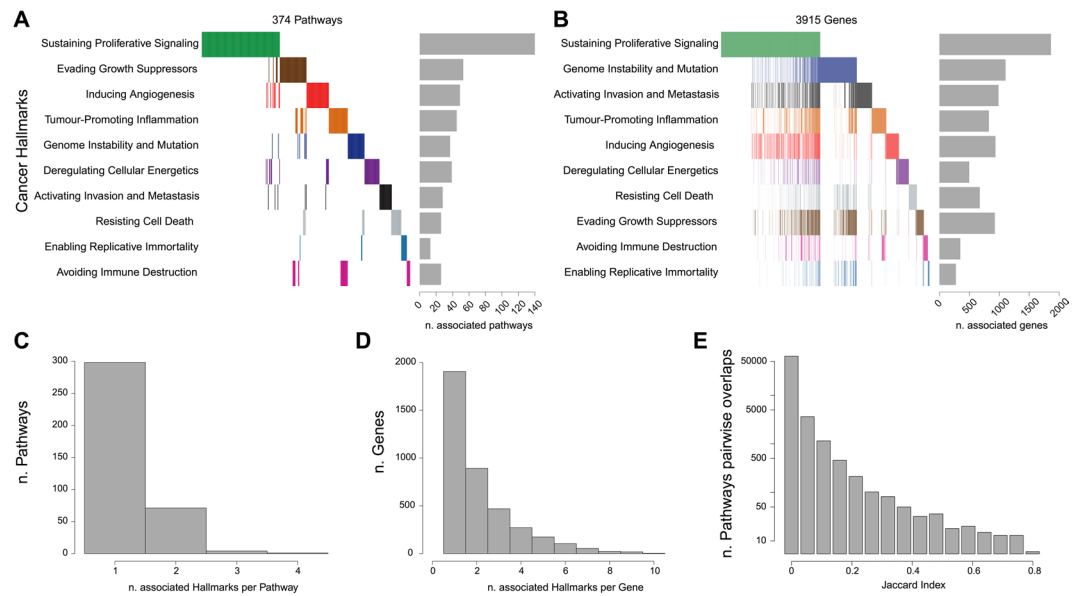 A
374 Pathways
Cancer Hallmarks
Sustaining Proliferative Signaling
Evading Growth Suppressors
Inducing Angiogenesis
Tumour-Promoting Inflammation
Genome Instability and Mutation
Deregulating Cellular Energetics
Activating Invasion and Metastasis
Resisting Cell Death
Enabling Replicative Immortality
Avoiding Immune Destruction
0 20 40 60 80 100 120 140
n. associated pathways
B
3915 Genes
Sustaining Proliferative Signaling
Genome Instability and Mutation
Activating Invasion and Metastasis
Tumour-Promoting Inflammation
Inducing Angiogenesis
Deregulating Cellular Energetics
Resisting Cell Death
Evading Growth Suppressors
Avoiding Immune Destruction
Enabling Replicative Immortality
0 500 1000 1500 2000
n. associated genes
C
n. Pathways
300
250
200
150
100
50
0
1 2 3 4
n. associated Hallmarks per Pathway
D
n. Genes
2000
1500
1000
500
0
0 2 4 6 8 10
n. associated Hallmarks per Gene
E
n. Pathways pairwise overlaps
50000
5000
500
50
10
0 0.2 0.4 0.6 0.8
Jaccard Index